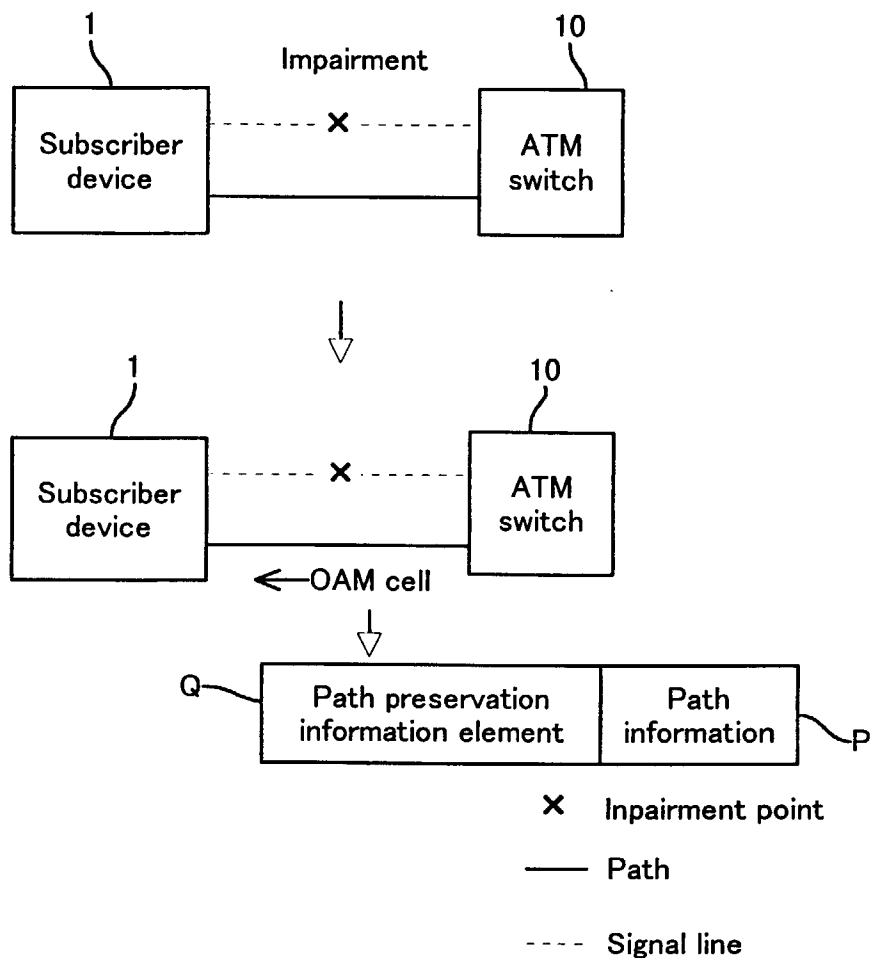 1
10
Impairment
Subscriber
device
ATM
switch
1
10
Subscriber
device
ATM
switch
OAM cell
Q
Path preservation
information element
Path
information
P
Inpairment point
Path
Signal line